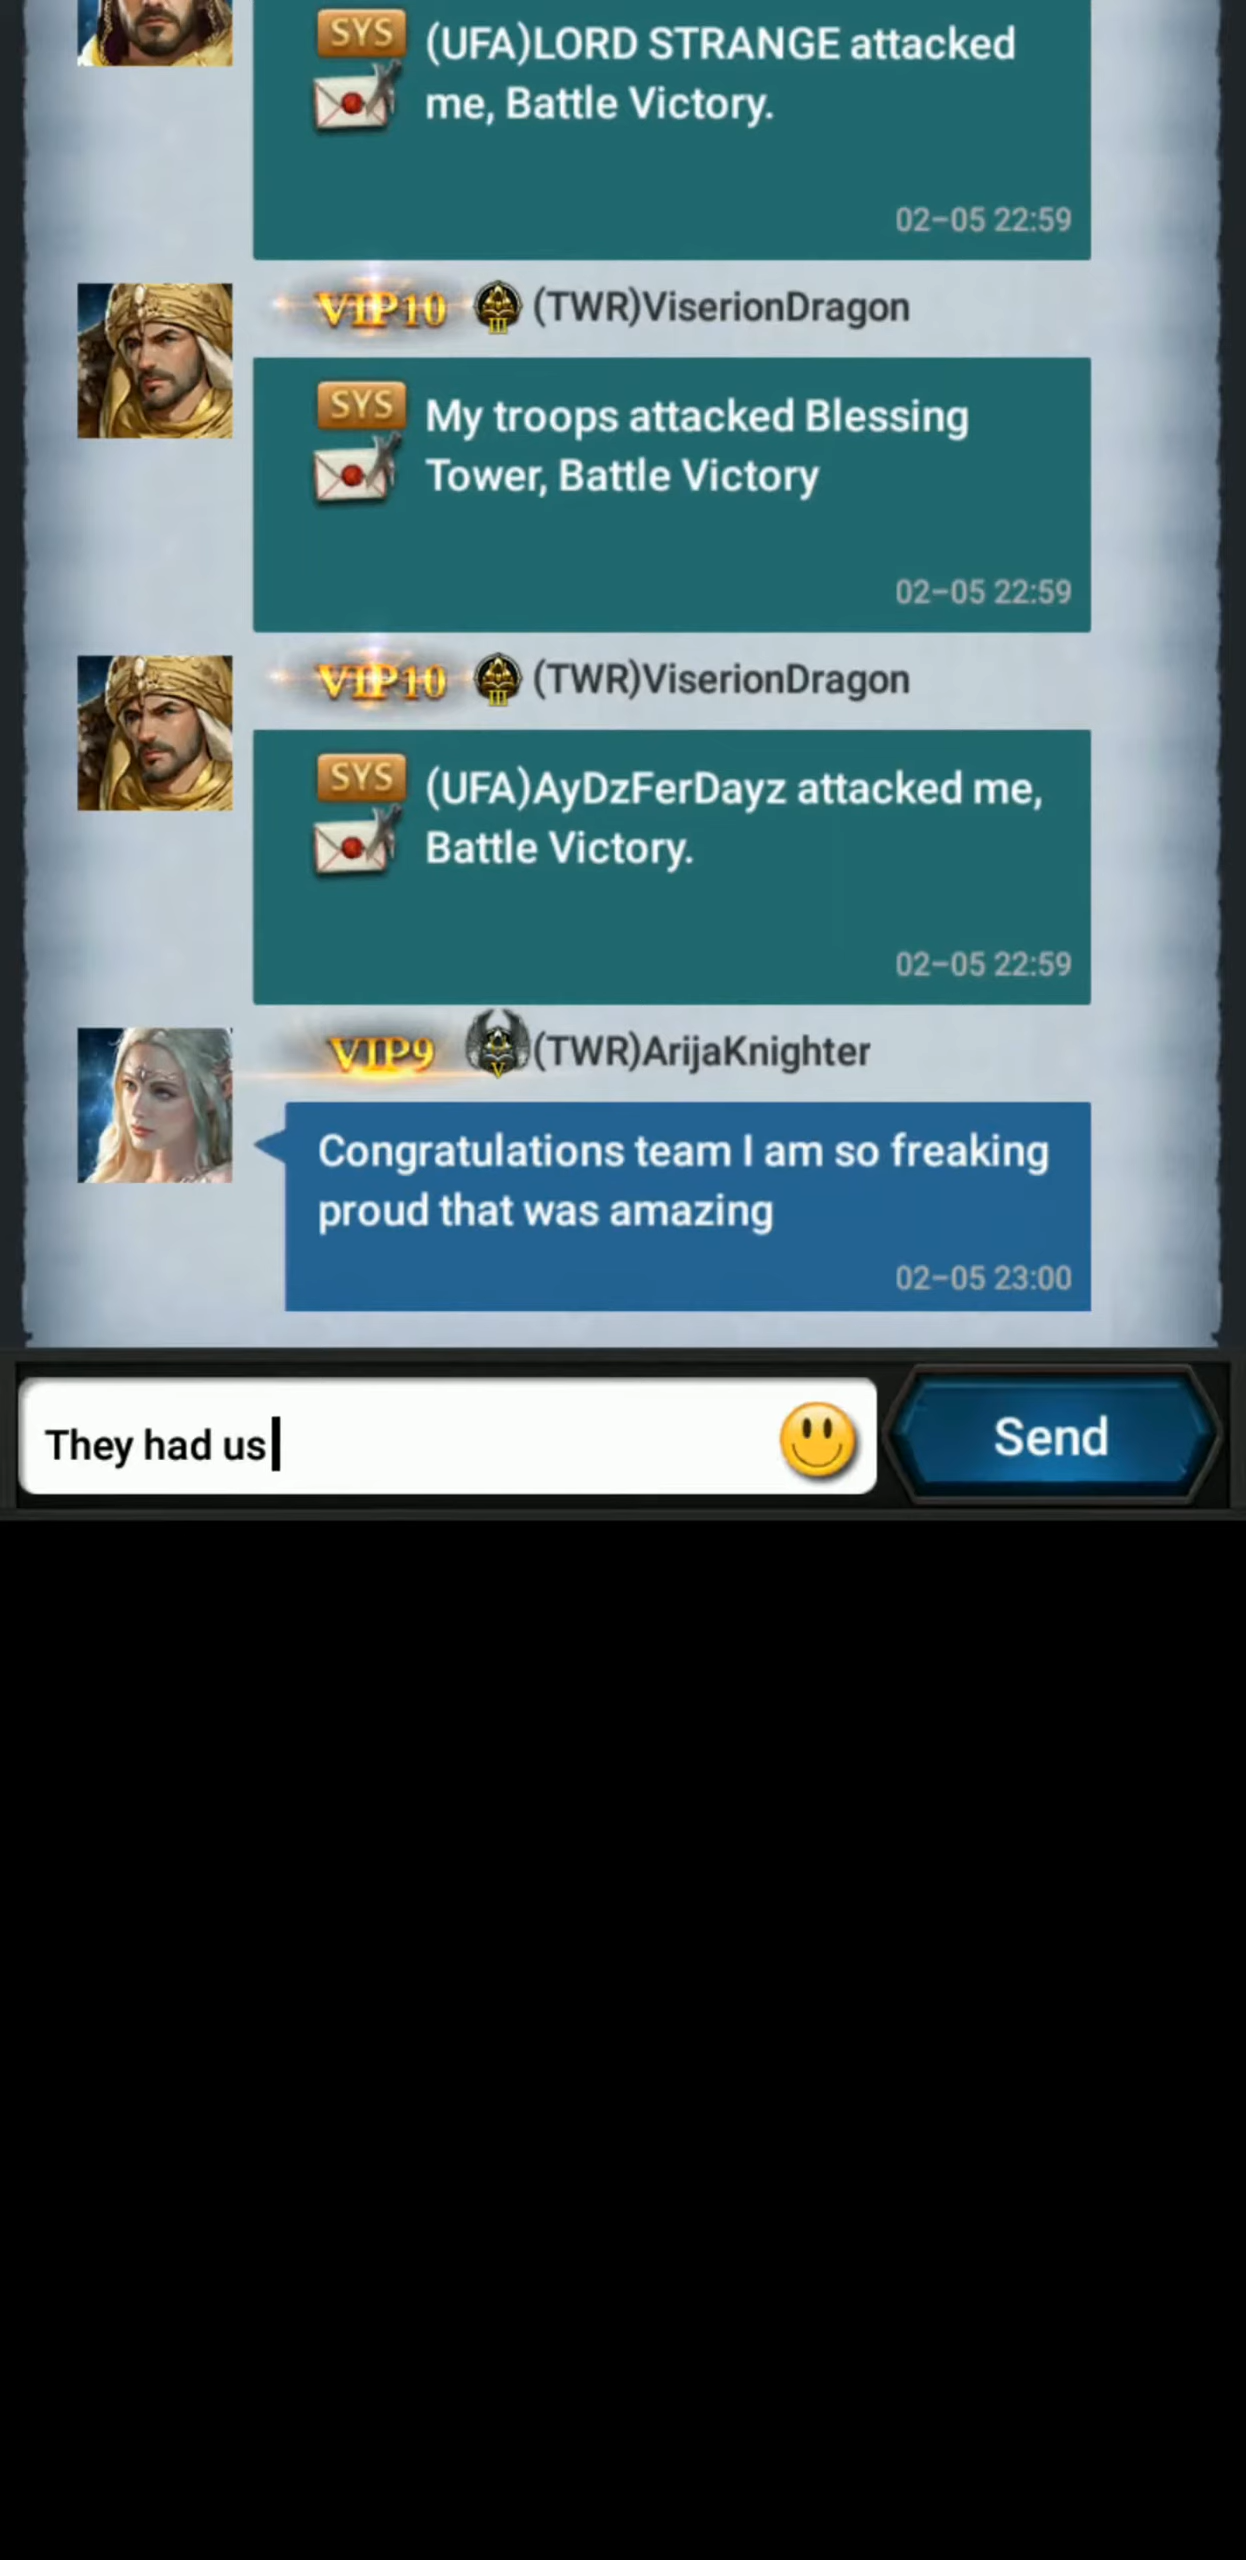 SYS
(UFA)LORD STRANGE attacked
me, Battle Victory.
02-05 22:59
VIP10 III (TWR)ViserionDragon
SYS
My troops attacked Blessing
Tower, Battle Victory
02-05 22:59
VIP10 III (TWR)ViserionDragon
SYS
(UFA)AyDzFerDayz attacked me,
Battle Victory.
02-05 22:59
VIP9 V (TWR)ArijaKnighter
Congratulations team I am so freaking
proud that was amazing
02-05 23:00
They had us
Send